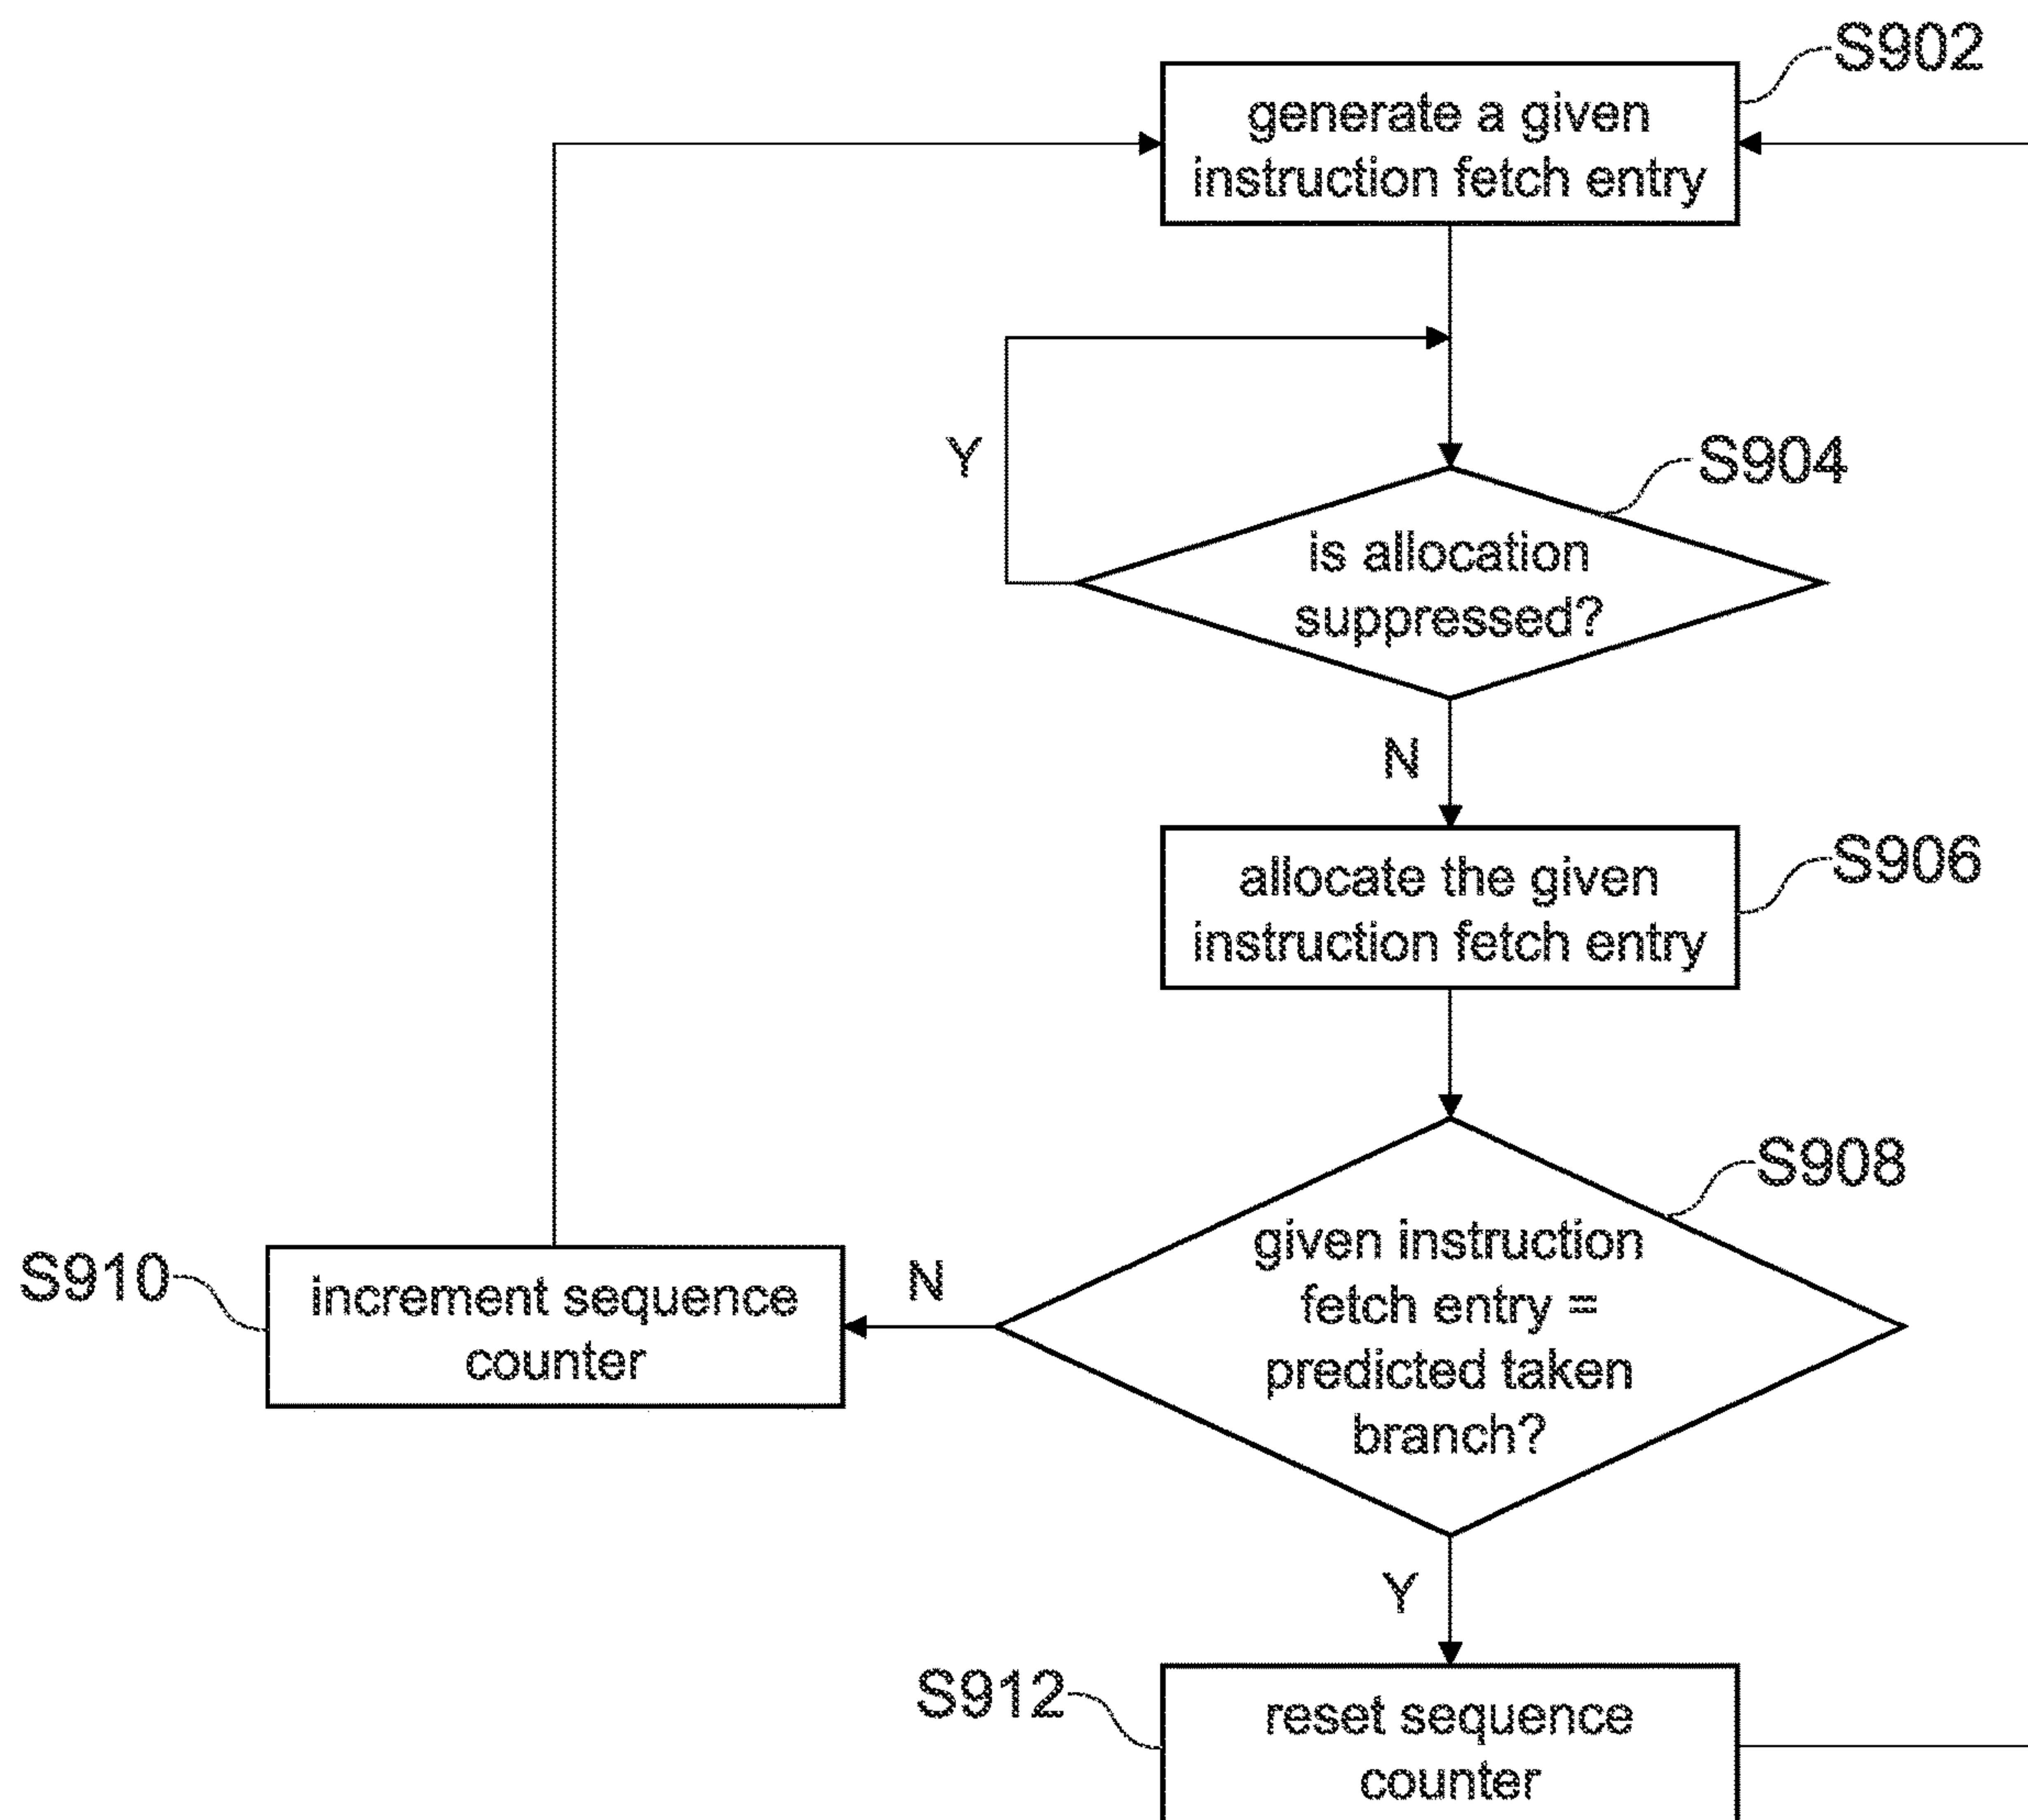 S902
generate a given
instruction fetch entry
Y
S904
is allocation
suppressed?
N
allocate the given
instruction fetch entry
S906
S908
given instruction
fetch entry =
predicted taken
branch?
N
S910
increment sequence
counter
Y
S912
reset sequence
counter